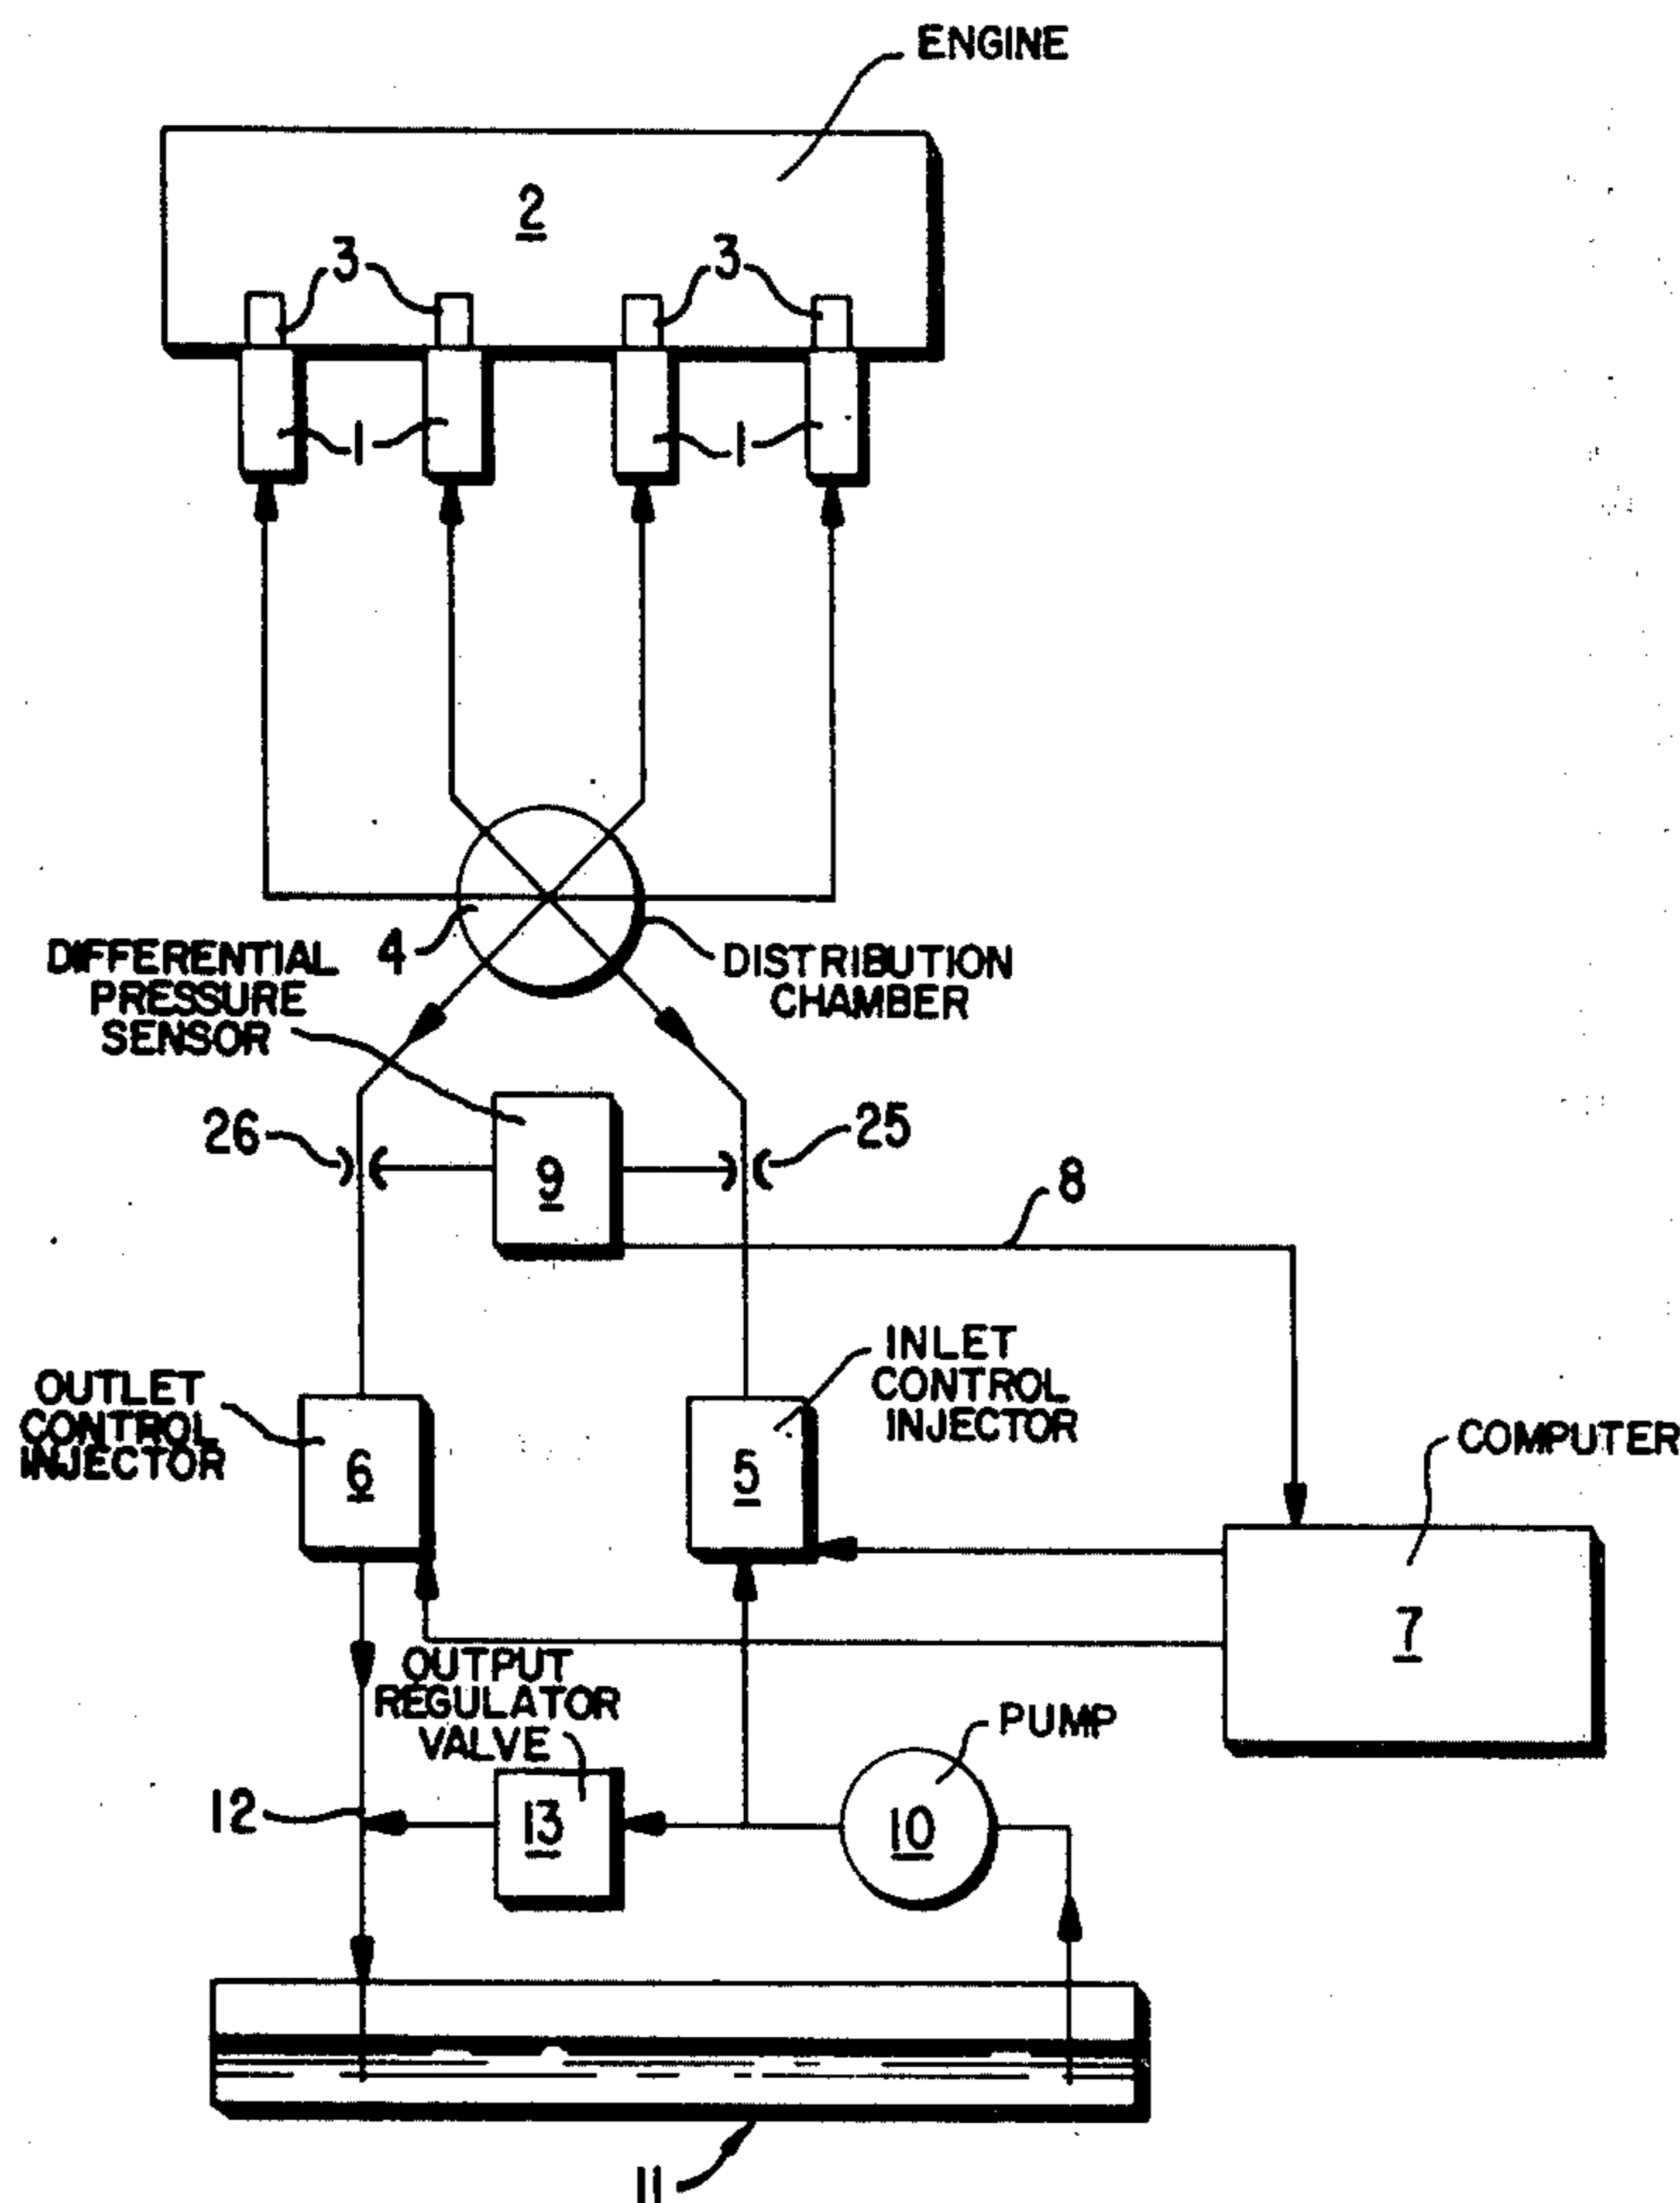 ENGINE
2
3
3
1
1
4
DISTRIBUTION
CHAMBER
DIFFERENTIAL
PRESSURE
SENSOR
26
25
9
8
INLET
CONTROL
INJECTOR
OUTLET
CONTROL
INJECTOR
6
5
COMPUTER
7
OUTPUT
REGULATOR
VALVE
PUMP
12
13
10
11